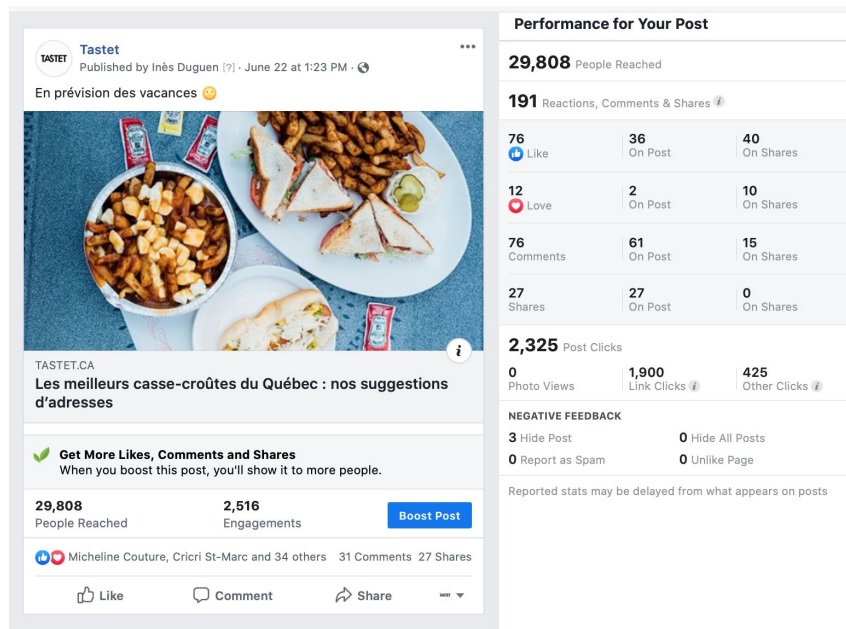 TASTET
Tastet
Published by Inès Duguen [?] · June 22 at 1:23 PM ·
En prévision des vacances
HEINZ
TASTET.CA
Les meilleurs casse-croûtes du Québec : nos suggestions
d’adresses
Get More Likes, Comments and Shares
When you boost this post, you'll show it to more people.
29,808
People Reached
2,516
Engagements
Boost Post
Micheline Couture, Cricri St-Marc and 34 others 31 Comments 27 Shares
Like Comment Share
Performance for Your Post
29,808 People Reached
191 Reactions, Comments & Shares
76
Like
36
On Post
40
On Shares
12
Love
2
On Post
10
On Shares
76
Comments
61
On Post
15
On Shares
27
Shares
27
On Post
0
On Shares
2,325 Post Clicks
0
Photo Views
1,900
Link Clicks
425
Other Clicks
NEGATIVE FEEDBACK
3 Hide Post
0 Hide All Posts
0 Report as Spam
0 Unlike Page
Reported stats may be delayed from what appears on posts